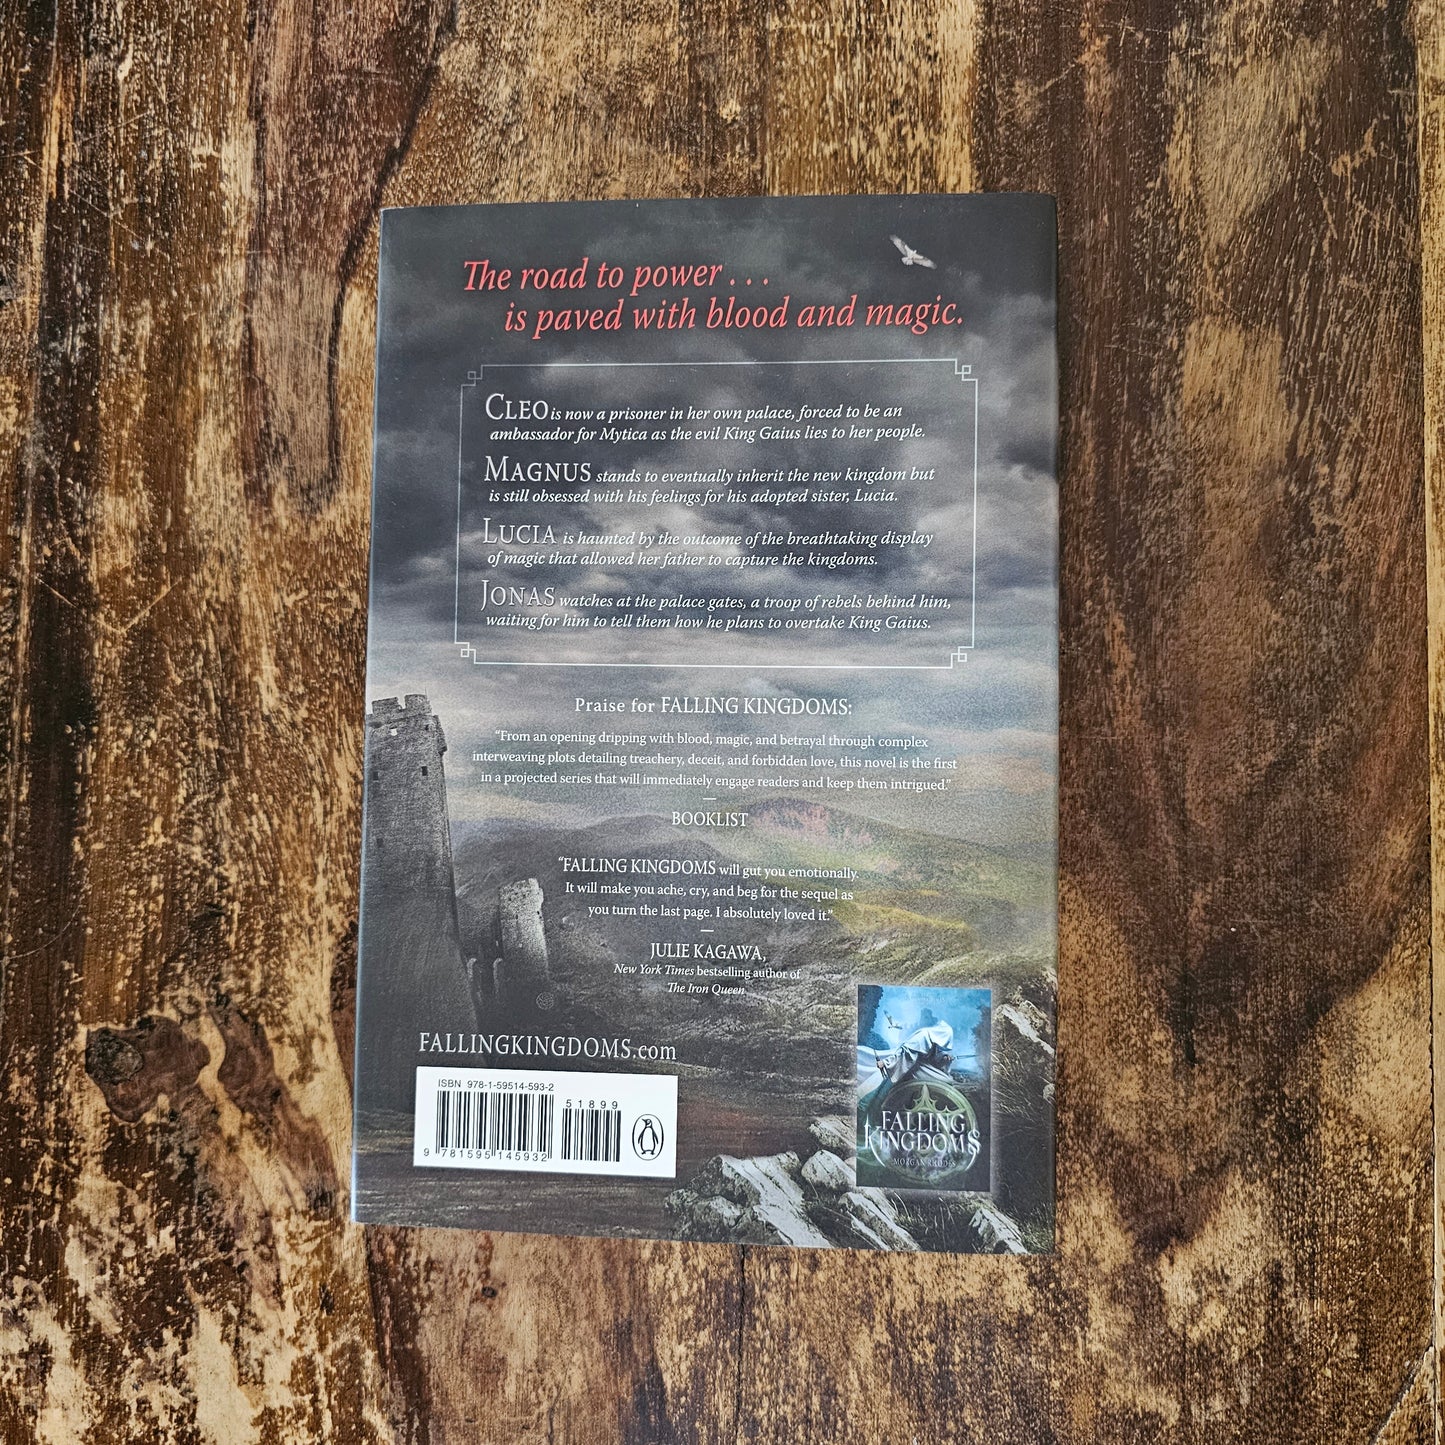 The road to power . . .
is paved with blood and magic.
CLEO is now a prisoner in her own palace, forced to be an
ambassador for Mytica as the evil King Gaius lies to her people.
MAGNUS stands to eventually inherit the new kingdom but
is still obsessed with his feelings for his adopted sister, Lucia.
LUCIA is haunted by the outcome of the breathtaking display
of magic that allowed her father to capture the kingdoms.
JONAS watches at the palace gates, a troop of rebels behind him,
waiting for him to tell them how he plans to overtake King Gaius.
Praise for FALLING KINGDOMS:
“From an opening dripping with blood, magic, and betrayal through complex
interweaving plots detailing treachery, deceit, and forbidden love, this novel is the first
in a projected series that will immediately engage readers and keep them intrigued.”
—
BOOKLIST
“FALLING KINGDOMS will gut you emotionally.
It will make you ache, cry, and beg for the sequel as
you turn the last page. I absolutely loved it.”
—
JULIE KAGAWA,
New York Times bestselling author of
The Iron Queen
FALLINGKINGDOMS.com
ISBN 978-1-59514-593-2
51899
9 781595 145932
FALLING
KINGDOMS
MORGAN RHODES